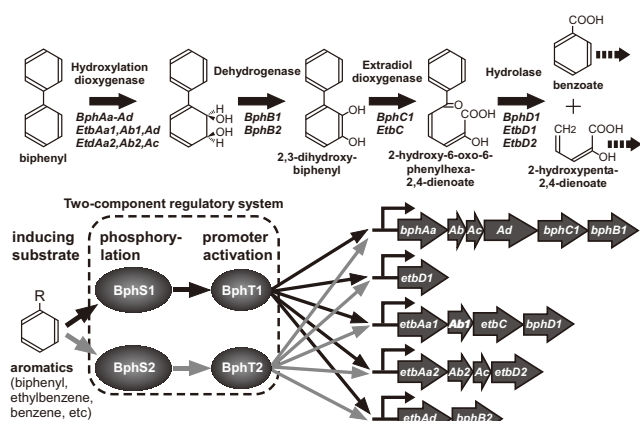 Hydroxylation
dioxygenase
BphAa-Ad
EtbAa1,Ab1,Ad
EtdAa2,Ab2,Ac
biphenyl
H
OH
OH
H
Dehydrogenase
BphB1
BphB2
OH
OH
2,3-dihydroxy-
biphenyl
Extradiol
dioxygenase
BphC1
EtbC
O
COOH
OH
2-hydroxy-6-oxo-6-
phenylhexa-
2,4-dienoate
Hydrolase
BphD1
EtbD1
EtbD2
COOH
benzoate
+
CH2 COOH
OH
2-hydroxypenta-
2,4-dienoate
Two-component regulatory system
inducing
substrate
phosphory-
lation
promoter
activation
R
aromatics
(biphenyl,
ethylbenzene,
benzene, etc)
BphS1
BphT1
BphS2
BphT2
bphAa Ab Ac Ad bphC1 bphB1
etbD1
etbAa1 Ab1 etbC bphD1
etbAa2 Ab2 Ac etbD2
etbAd bphB2